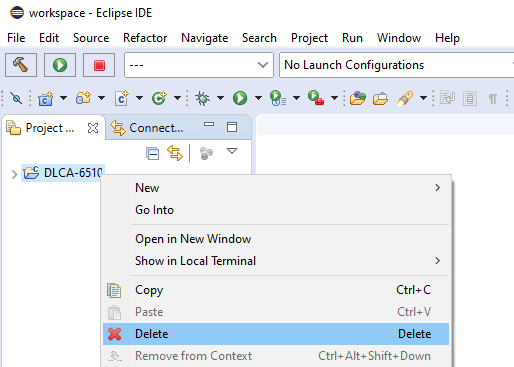 workspace - Eclipse IDE
File Edit Source Refactor Navigate Search Project Run Window Help
--- No Launch Configurations
Project ... Connect...
DLCA-6510
New
Go Into
Open in New Window
Show in Local Terminal
Copy Ctrl+C
Paste Ctrl+V
Delete Delete
Remove from Context Ctrl+Alt+Shift+Down